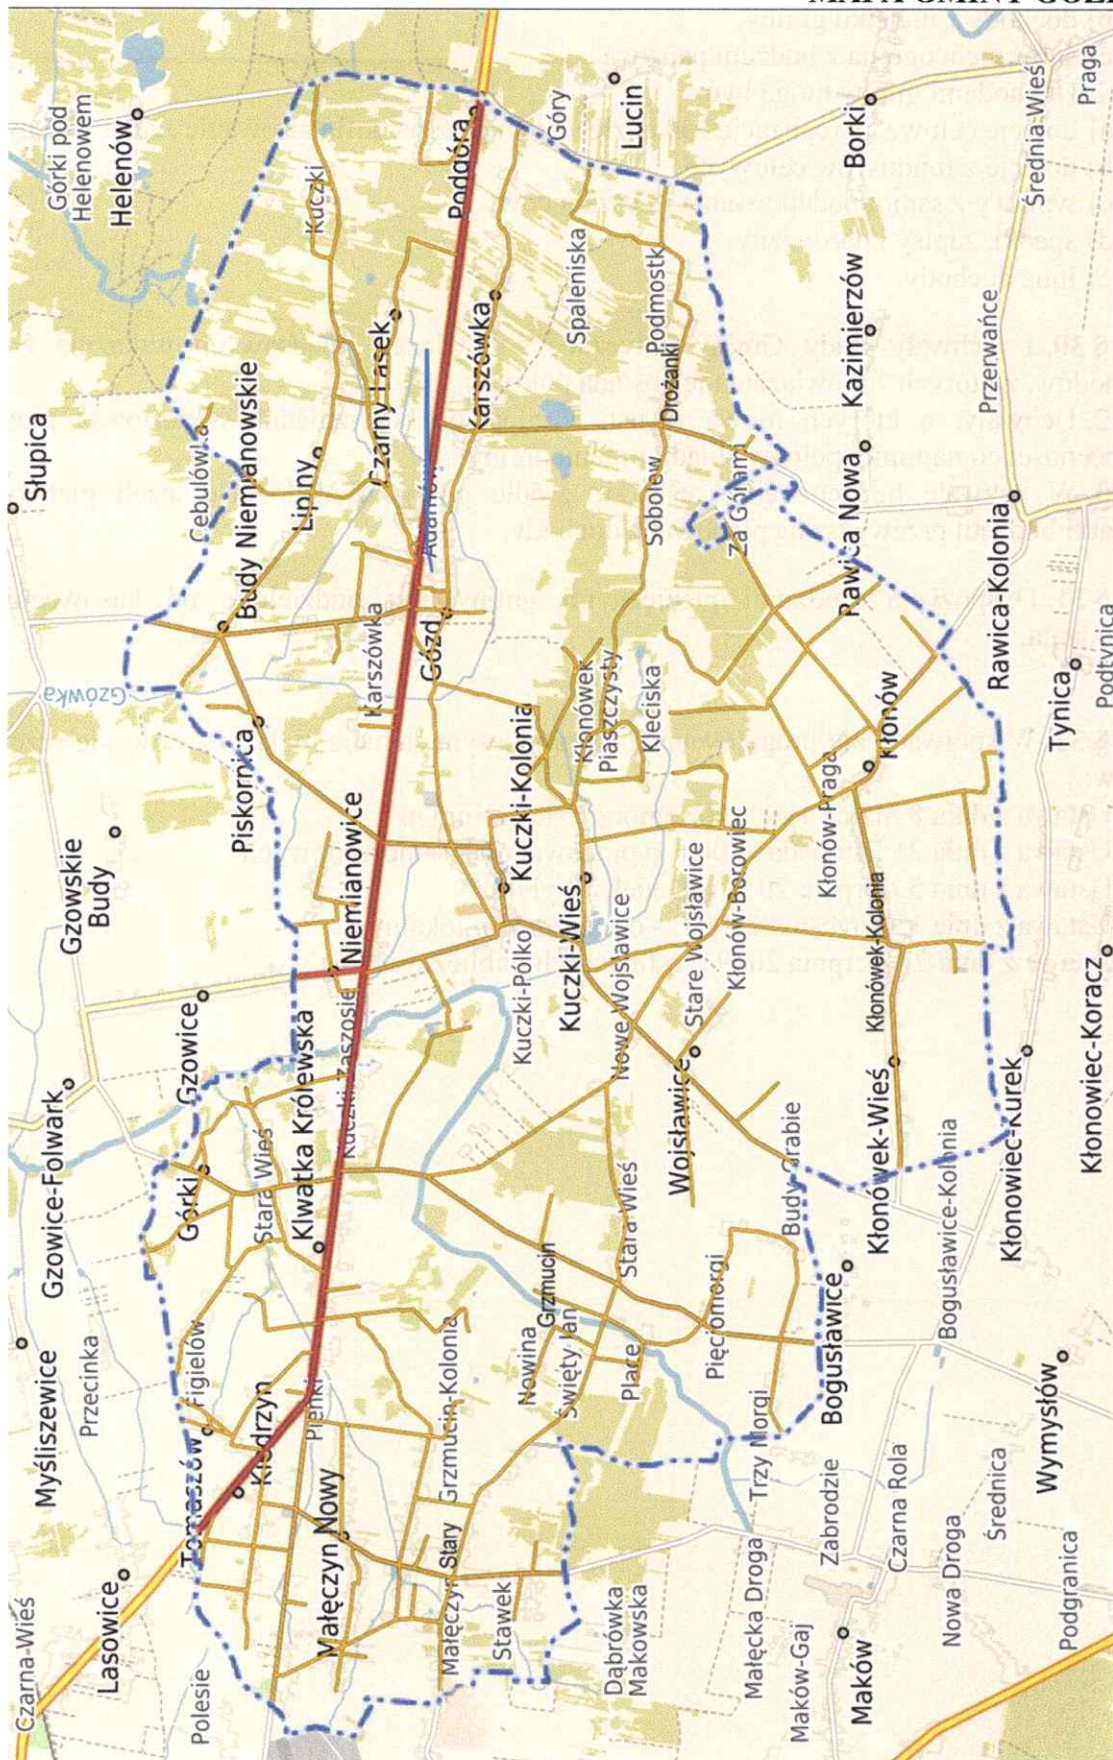 Czarna-Wieś
Lasowice
Polesie
Myśliszewice
Przecinka
Gzowice-Folwark
Gzowice
Gzowskie
Budy
Słupica
Górki pod
Helenowem
Helenów
Tomaszów
Kiedrzyn
Figielów
Pieńki
Górki
Stara Wieś
Klwatka Królewska
Kuczki-Zaszosie
Niemianowice
Piskornica
Gzówka
Budy Niemianowskie
Cebulówka
Lipiny
Czarny Lasek
Kuczki
Podgóra
Góry
Lucin
Karszówka
Adamów
Gózd
Karszówka
Małęczyn Nowy
Małęczyn Stary
Stawek
Grzmucin-Kolonia
Nowina
Grzmucin
Święty Jan
Place
Stara Wieś
Pięciomorgi
Trzy Morgi
Kuczki-Pólko
Kuczki-Kolonia
Kuczki-Wieś
Nowe Wojsławice
Stare Wojsławice
Wojsławice
Kłonówek
Piaszczysty
Kieciska
Sobolew
Spaleniska
Podmostk
Drożanki
Za Górami
Kłonów-Borowiec
Kłonów-Praga
Kłonów
Kłonówek-Kolonia
Kłonówek-Wieś
Budy Grabie
Bogusławice
Bogusławice-Kolonia
Kłonowiec-Kurek
Kłonowiec-Koracz
Rawica Nowa
Rawica-Kolonia
Tynica
Podtynica
Kazimierzów
Przerwańce
Borki
Średnia-Wieś
Praga
Dąbrówka
Makowska
Małęcka Droga
Maków-Gaj
Maków
Zabrodzie
Czarna Rola
Nowa Droga
Średnica
Podgranica
Wymysłów